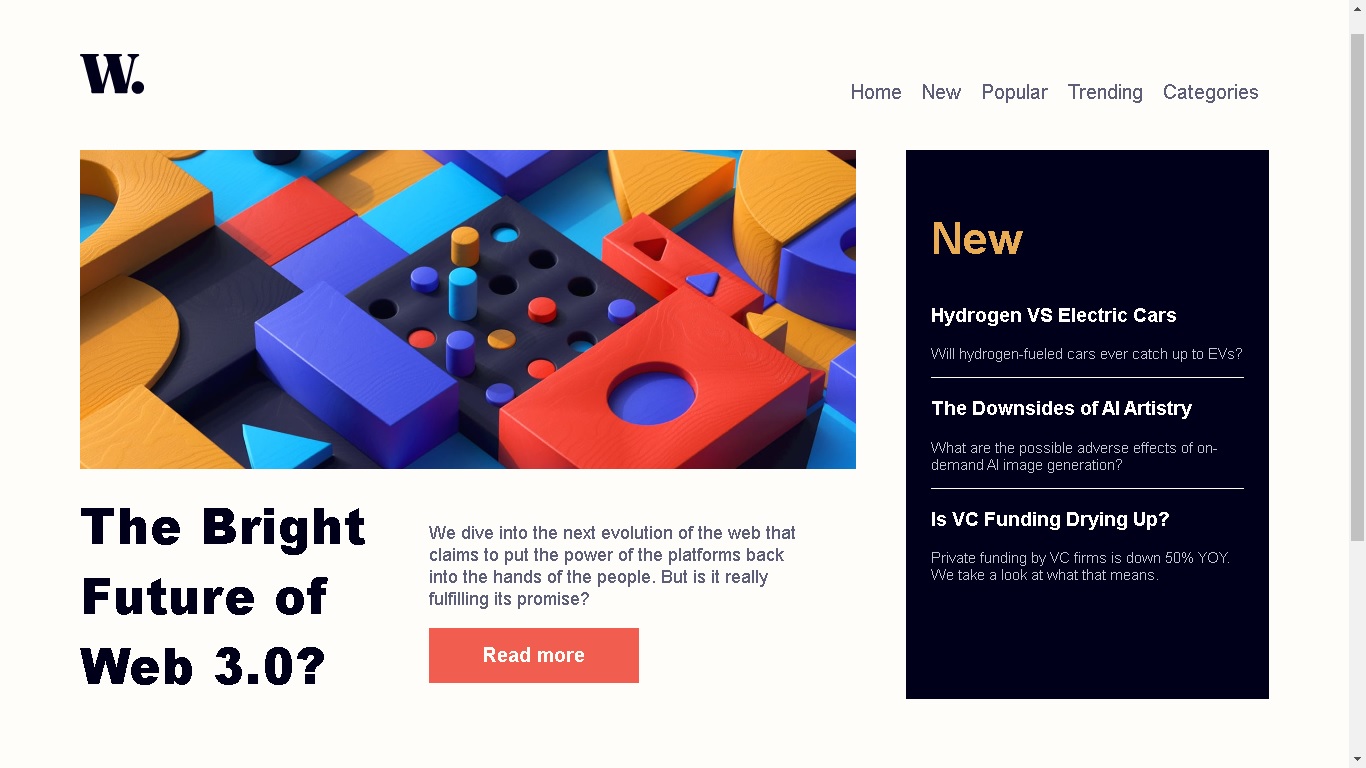 W.
Home New Popular Trending Categories
The Bright
Future of
Web 3.0?
We dive into the next evolution of the web that
claims to put the power of the platforms back
into the hands of the people. But is it really
fulfilling its promise?
Read more
New
Hydrogen VS Electric Cars
Will hydrogen-fueled cars ever catch up to EVs?
The Downsides of AI Artistry
What are the possible adverse effects of on-
demand AI image generation?
Is VC Funding Drying Up?
Private funding by VC firms is down 50% YOY.
We take a look at what that means.